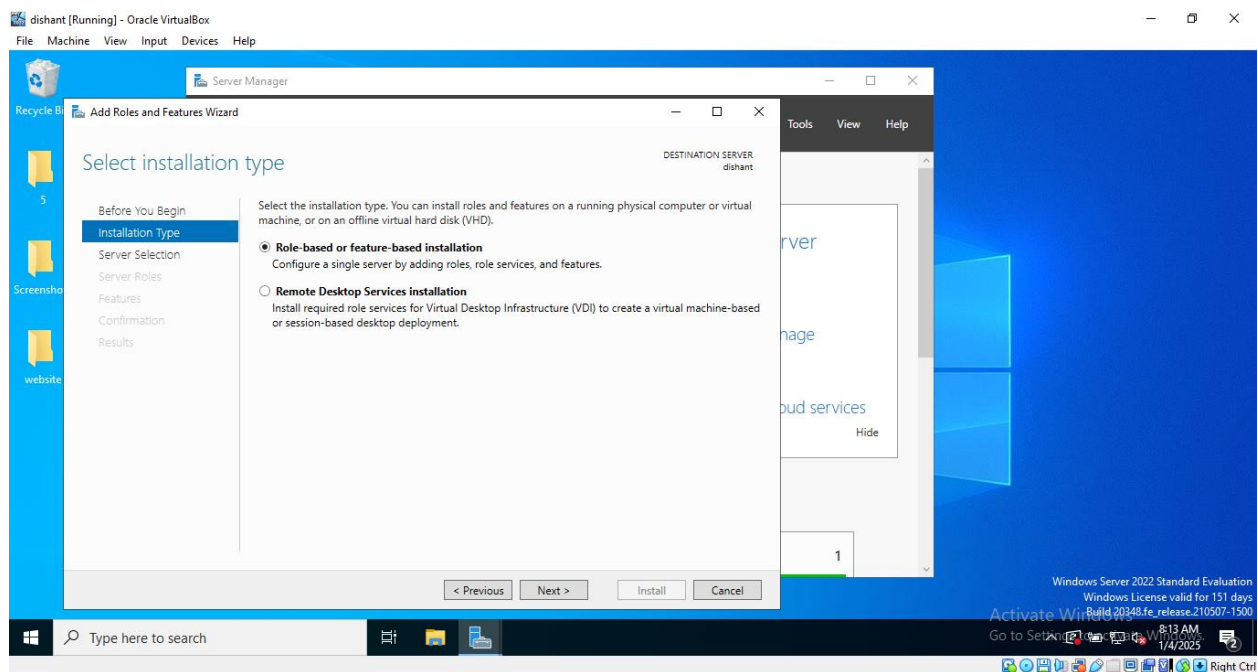 dishant [Running] - Oracle VirtualBox
File Machine View Input Devices Help
Recycle Bi
Server Manager
Tools View Help
Add Roles and Features Wizard
Select installation type
DESTINATION SERVER
dishant
Before You Begin
Installation Type
Server Selection
Server Roles
Features
Confirmation
Results
Select the installation type. You can install roles and features on a running physical computer or virtual
machine, or on an offline virtual hard disk (VHD).
Role-based or feature-based installation
Configure a single server by adding roles, role services, and features.
Remote Desktop Services installation
Install required role services for Virtual Desktop Infrastructure (VDI) to create a virtual machine-based
or session-based desktop deployment.
< Previous Next > Install Cancel
rver
nage
oud services
Hide
1
5
Screensho
website
Windows Server 2022 Standard Evaluation
Windows License valid for 151 days
Activate Windows
Build 20348.fe_release.210507-1500
Go to Settings to activate Windows.
Type here to search
8:13 AM
1/4/2025
2
Right Ctrl